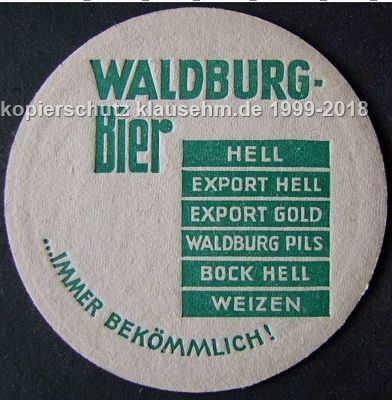 WALDBURG-
kopierschutz klausehm.de 1999-2018
Bier
HELL
EXPORT HELL
EXPORT GOLD
WALDBURG PILS
BOCK HELL
WEIZEN
...IMMER BEKÖMMLICH!